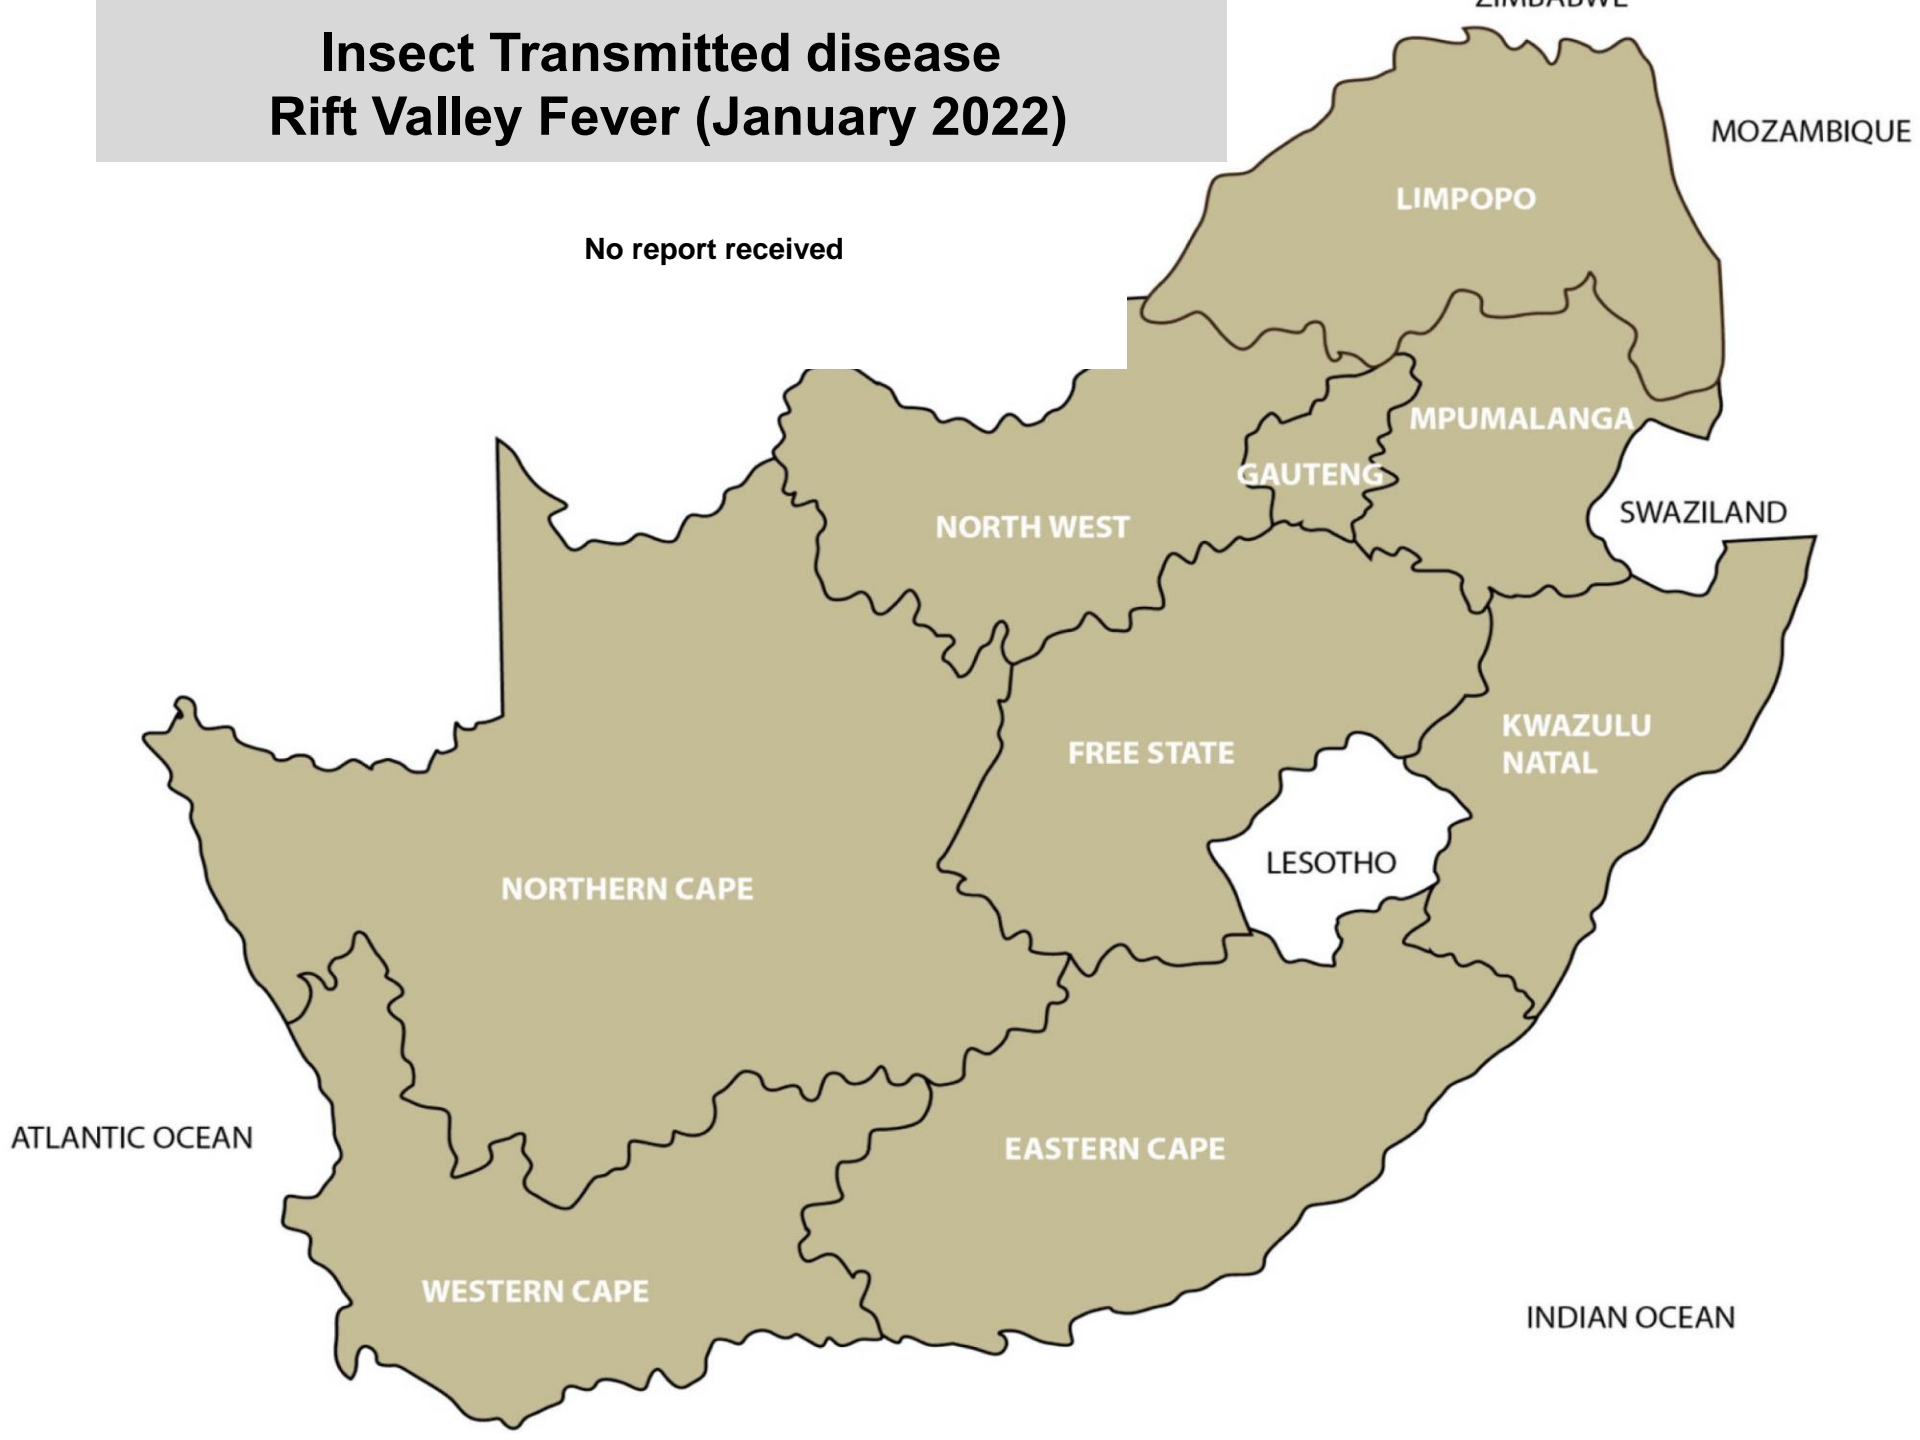 ZIMBABWE
Insect Transmitted disease
Rift Valley Fever (January 2022)
MOZAMBIQUE
LIMPOPO
No report received
MPUMALANGA
GAUTENG
SWAZILAND
NORTH WEST
KWAZULU
NATAL
FREE STATE
LESOTHO
NORTHERN CAPE
ATLANTIC OCEAN
EASTERN CAPE
WESTERN CAPE
INDIAN OCEAN